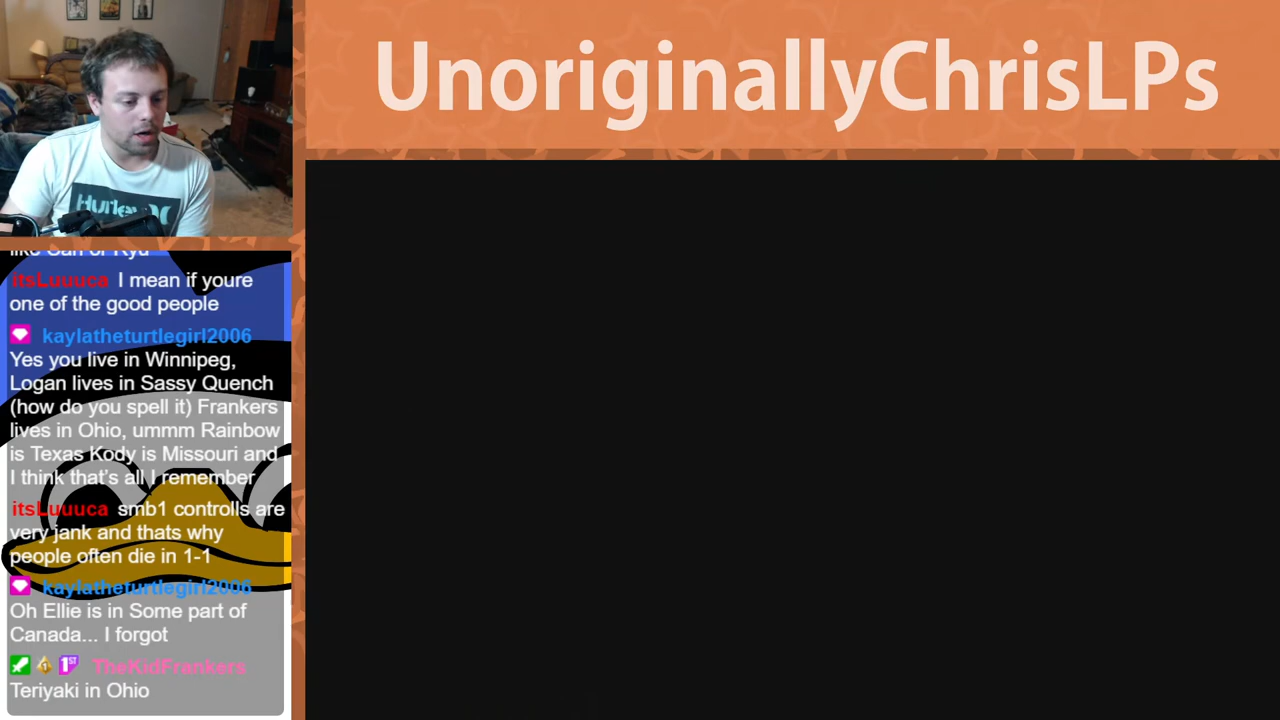 UnoriginallyChrisLPs
Hurley
itsLuuuca I mean if youre
one of the good people
kaylatheturtlegirl2006
Yes you live in Winnipeg,
Logan lives in Sassy Quench
(how do you spell it) Frankers
lives in Ohio, ummm Rainbow
is Texas Kody is Missouri and
I think that's all I remember
itsLuuuca smb1 controlls are
very jank and thats why
people often die in 1-1
kaylatheturtlegirl2006
Oh Ellie is in Some part of
Canada... I forgot
1ST TheKidFrankers
Teriyaki in Ohio